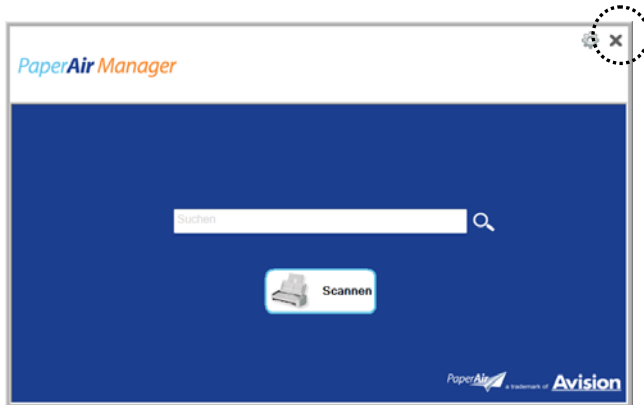 PaperAir Manager
Suchen
Scannen
PaperAir a trademark of Avision